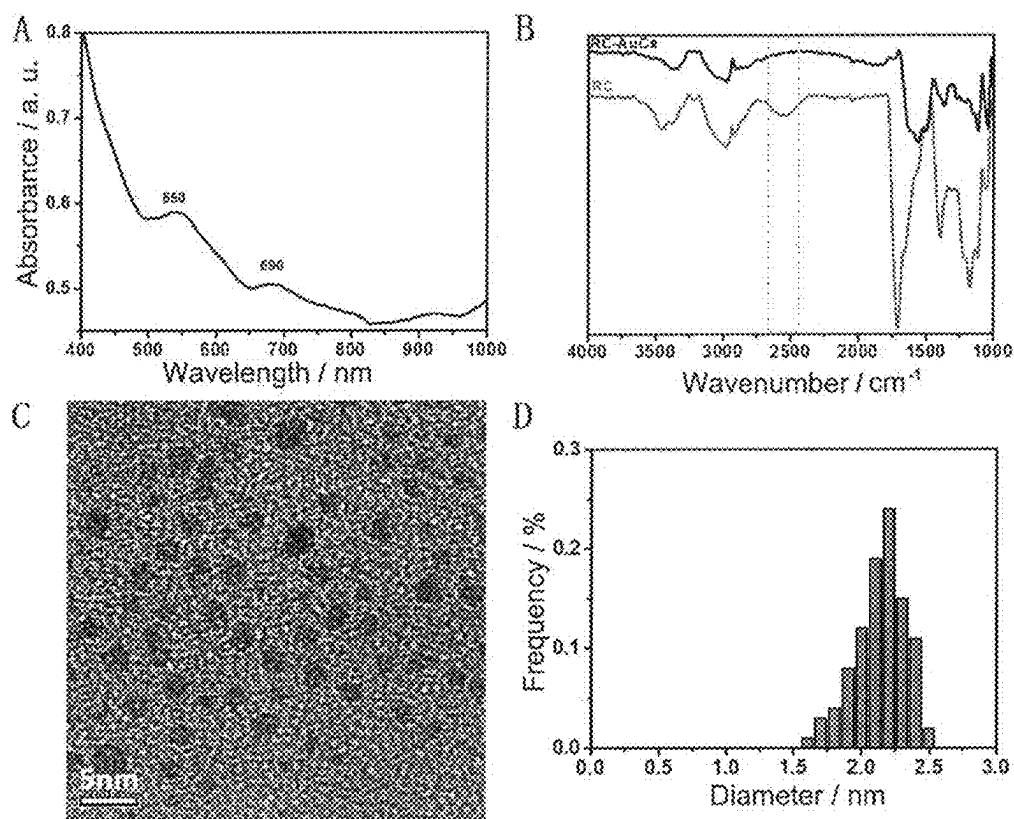 A
0.8
0.7
0.6
0.5
550
690
400 500 600 700 800 900 1000
Absorbance / a. u.
Wavelength / nm
B
RC-AuCs
RC
4000 3500 3000 2500 2000 1500 1000
Wavenumber / cm⁻¹
C
5nm
D
0.3
0.2
0.1
0.0
0.0 0.5 1.0 1.5 2.0 2.5 3.0
Frequency / %
Diameter / nm